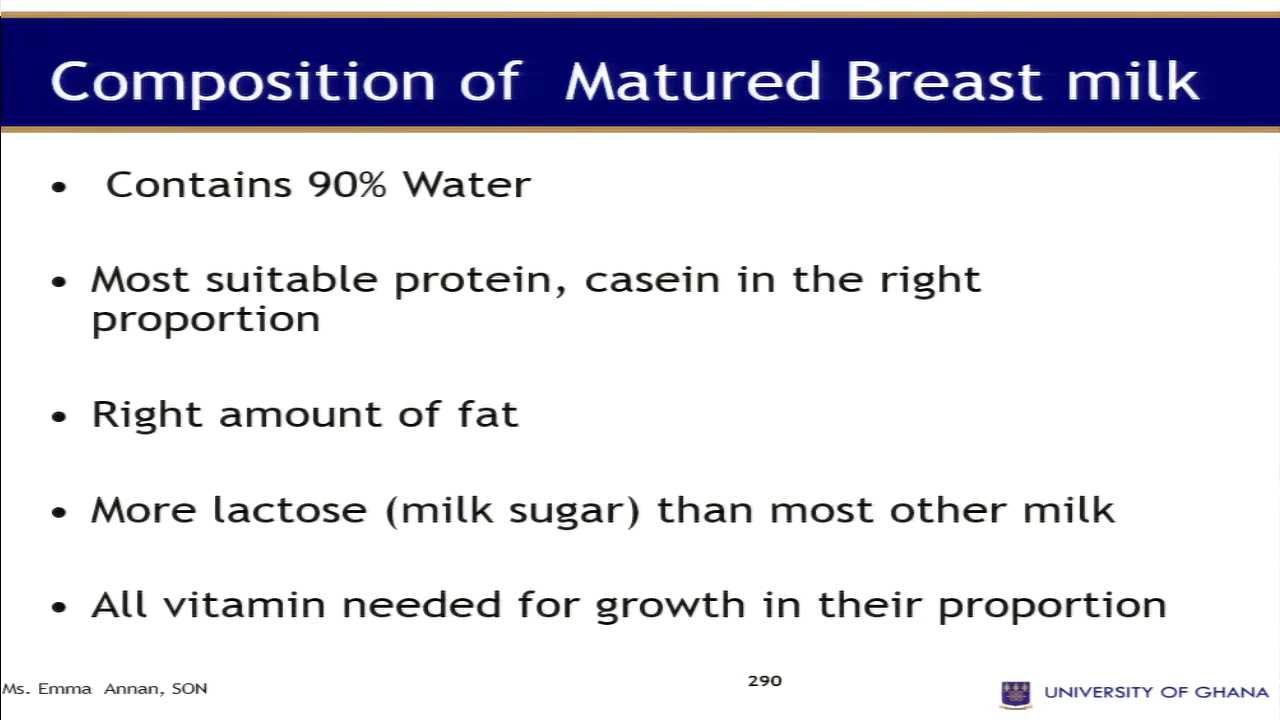 Composition of Matured Breast milk
• Contains 90% Water
• Most suitable protein, casein in the right
proportion
• Right amount of fat
• More lactose (milk sugar) than most other milk
• All vitamin needed for growth in their proportion
Ms. Emma Annan, SON
290
UNIVERSITY OF GHANA